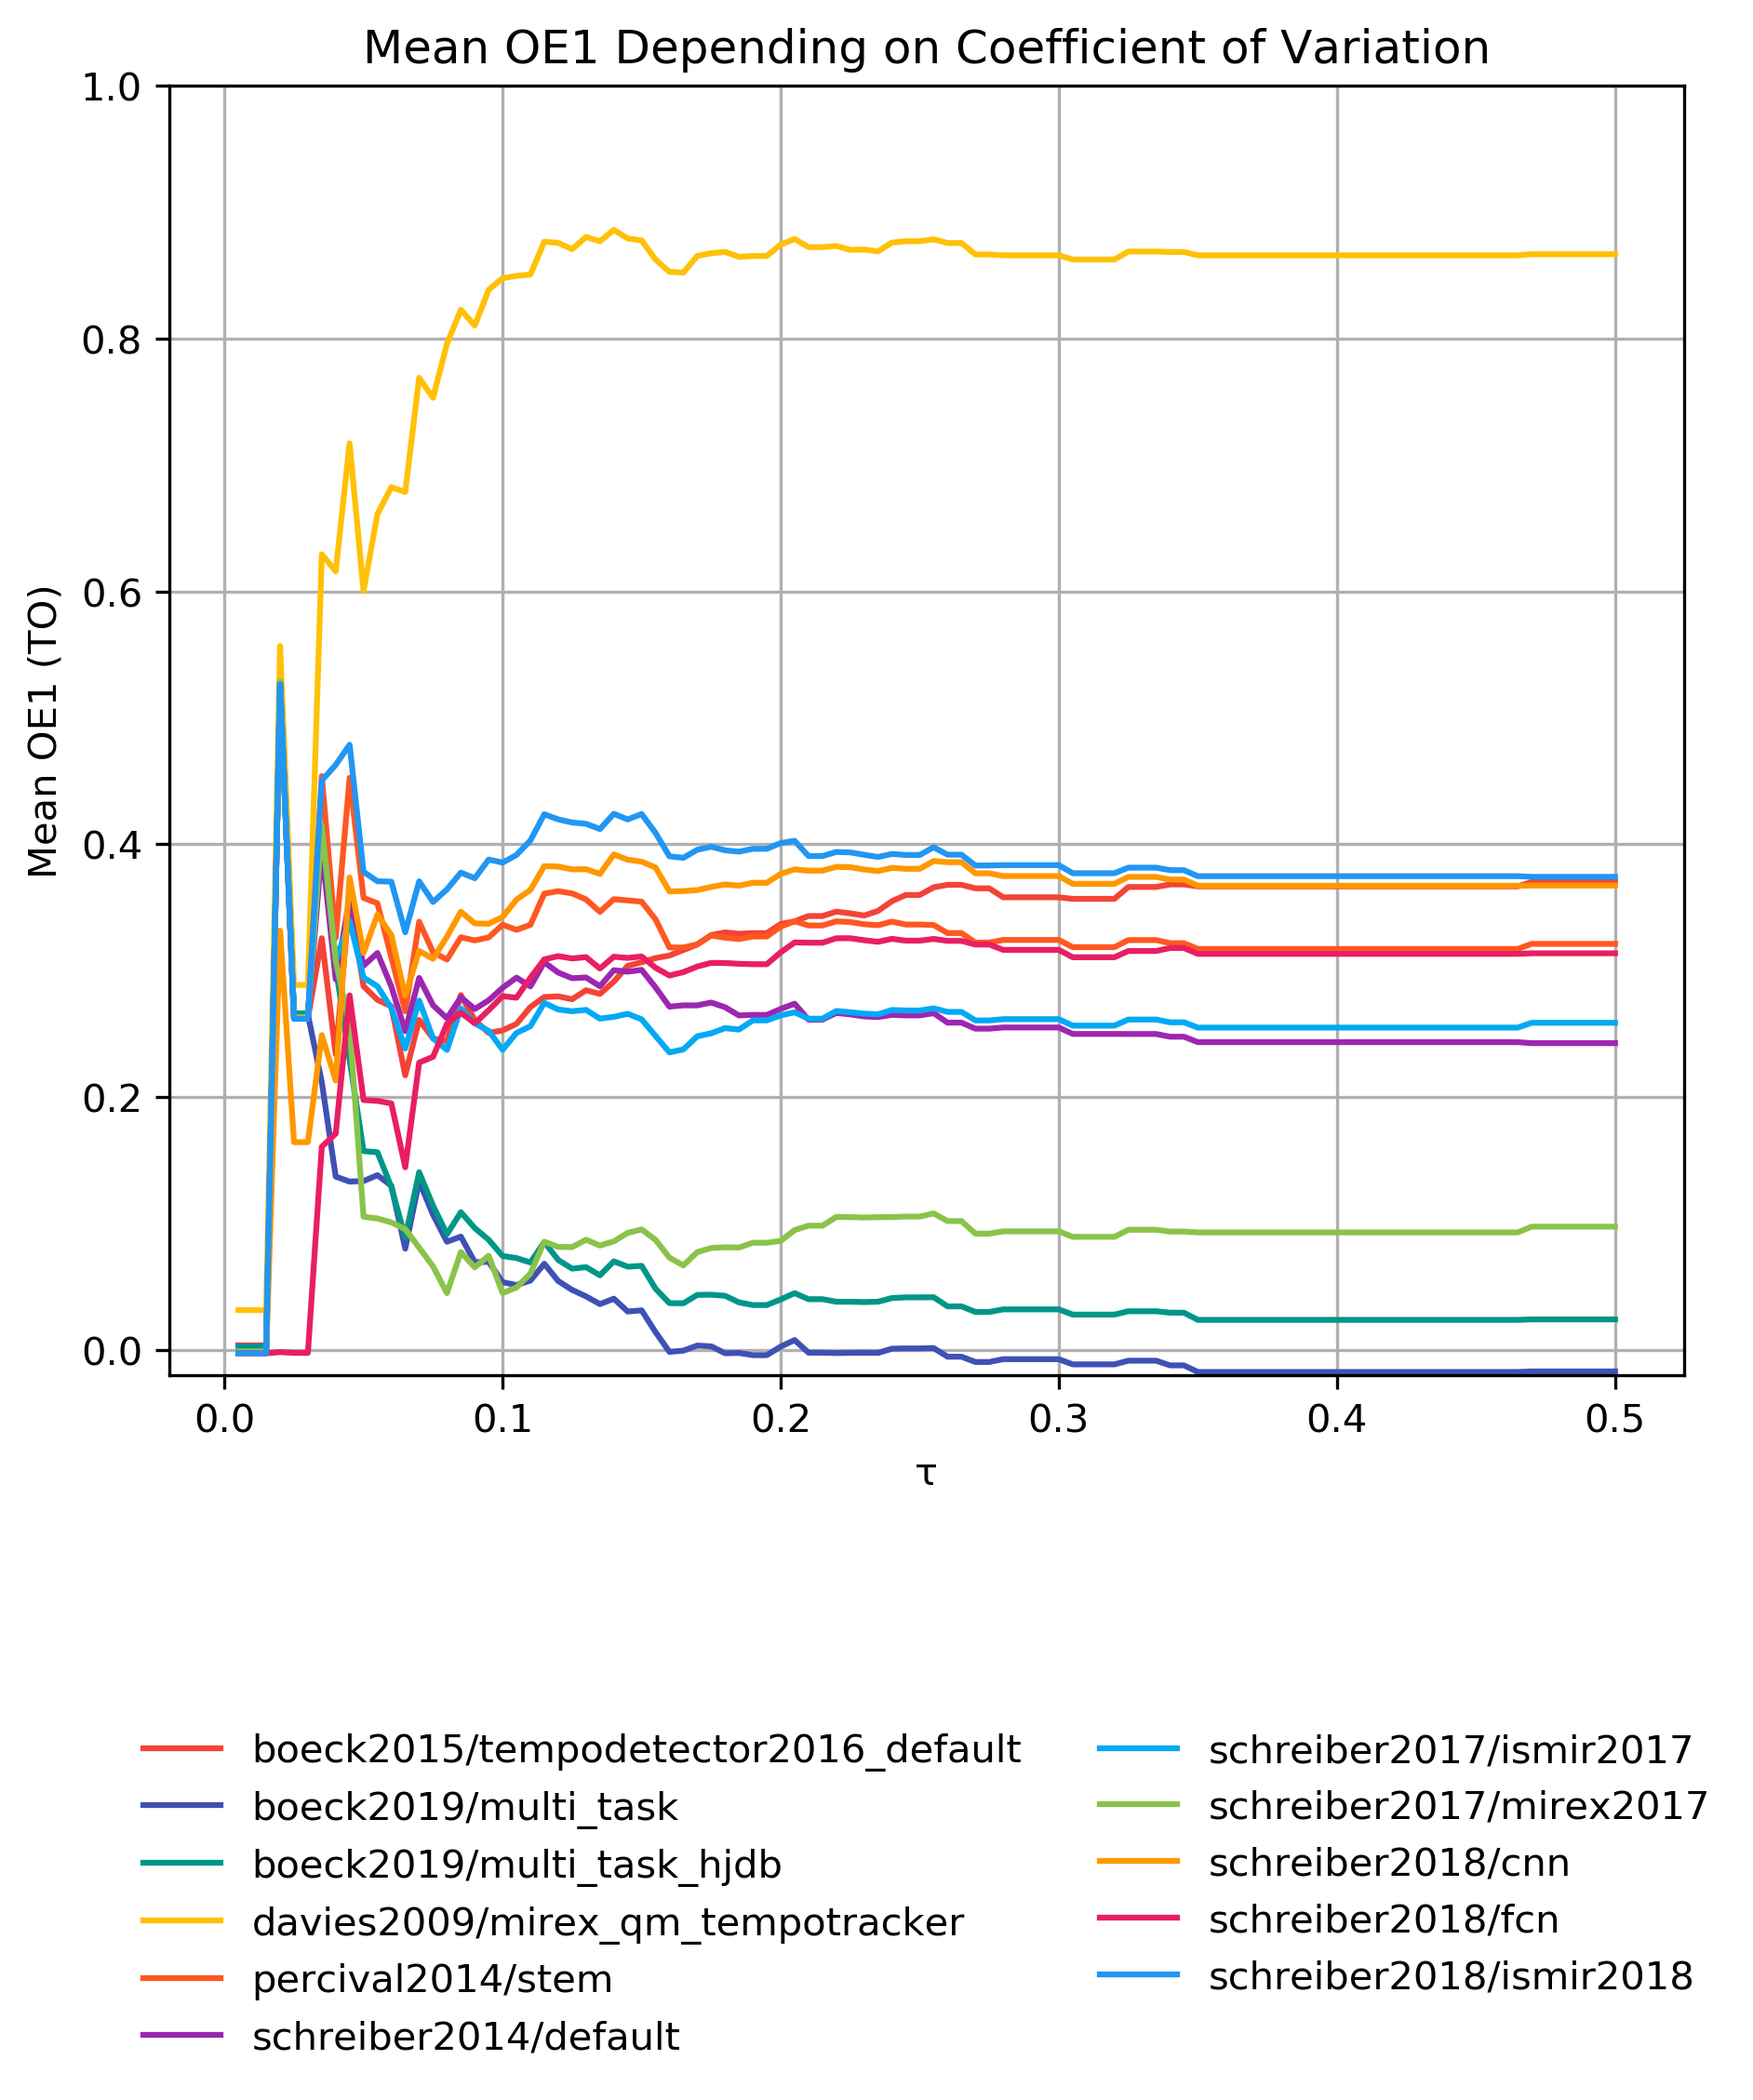 Mean OE1 Depending on Coefficient of Variation
1.0
0.8
0.6
0.4
0.2
0.0
Mean OE1 (TO)
0.0 0.1 0.2 0.3 0.4 0.5
τ
boeck2015/tempodetector2016_default
boeck2019/multi_task
boeck2019/multi_task_hjdb
davies2009/mirex_qm_tempotracker
percival2014/stem
schreiber2014/default
schreiber2017/ismir2017
schreiber2017/mirex2017
schreiber2018/cnn
schreiber2018/fcn
schreiber2018/ismir2018